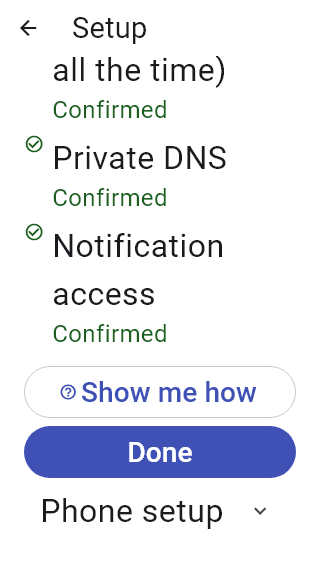 Setup
all the time)
Confirmed
Private DNS
Confirmed
Notification
access
Confirmed
Show me how
Done
Phone setup